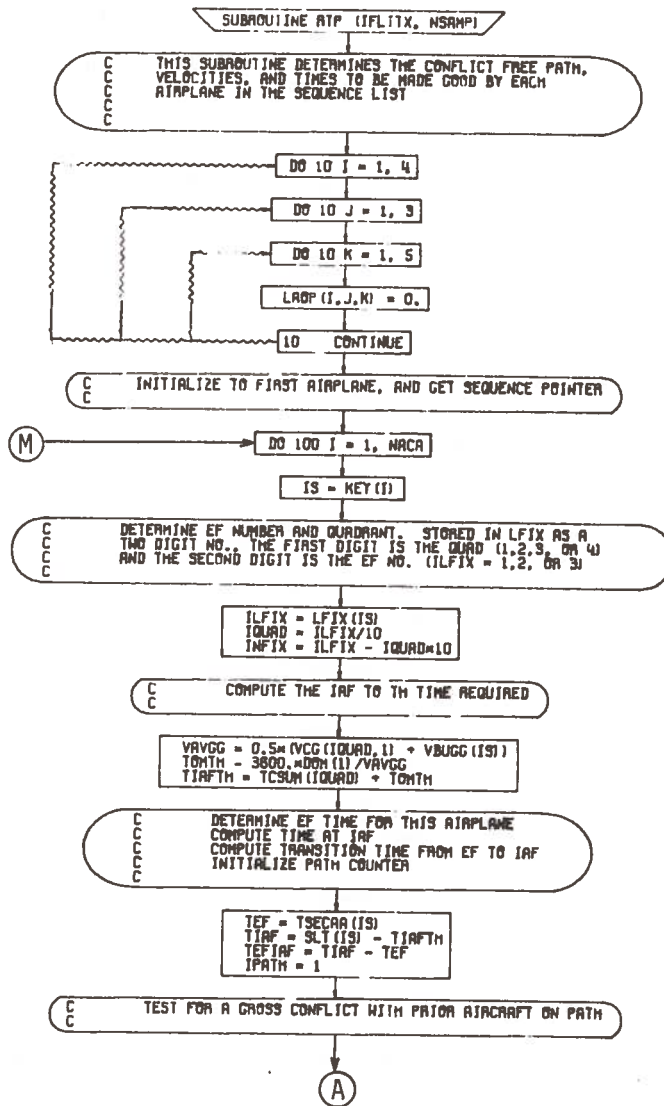 SUBROUTINE ATP (IFLITX, NSAMP)
C THIS SUBROUTINE DETERMINES THE CONFLICT FREE PATH,
C VELOCITIES, AND TIMES TO BE MADE GOOD BY EACH
C AIRPLANE IN THE SEQUENCE LIST
C
C
DO 10 I = 1, 4
DO 10 J = 1, 3
DO 10 K = 1, 5
LADP(I,J,K) = 0.
10 CONTINUE
C INITIALIZE TO FIRST AIRPLANE, AND GET SEQUENCE POINTER
C
M
DO 100 I = 1, NACA
IS = KEY(I)
C DETERMINE EF NUMBER AND QUADRANT. STORED IN LFIX AS A
C TWO DIGIT NO., THE FIRST DIGIT IS THE QUAD (1,2,3, OR 4)
C AND THE SECOND DIGIT IS THE EF NO. (ILFIX = 1,2, OR 3)
C
ILFIX = LFIX(IS)
IQUAD = ILFIX/10
INFIX = ILFIX - IQUAD*10
C COMPUTE THE IAF TO TM TIME REQUIRED
C
VAVGG = 0.5*(VCG(IQUAD,1) + VBUGG(IS))
TOMTM = 3600.*DOM(1)/VAVGG
TIAFTM = TCSUM(IQUAD) + TOMTM
C DETERMINE EF TIME FOR THIS AIRPLANE
C COMPUTE TIME AT IAF
C COMPUTE TRANSITION TIME FROM EF TO IAF
C INITIALIZE PATH COUNTER
C
TEF = TSECAA(IS)
TIAF = SLT(IS) - TIAFTM
TEFIAF = TIAF - TEF
IPATH = 1
C TEST FOR A GROSS CONFLICT WITH PRIOR AIRCRAFT ON PATH
C
A